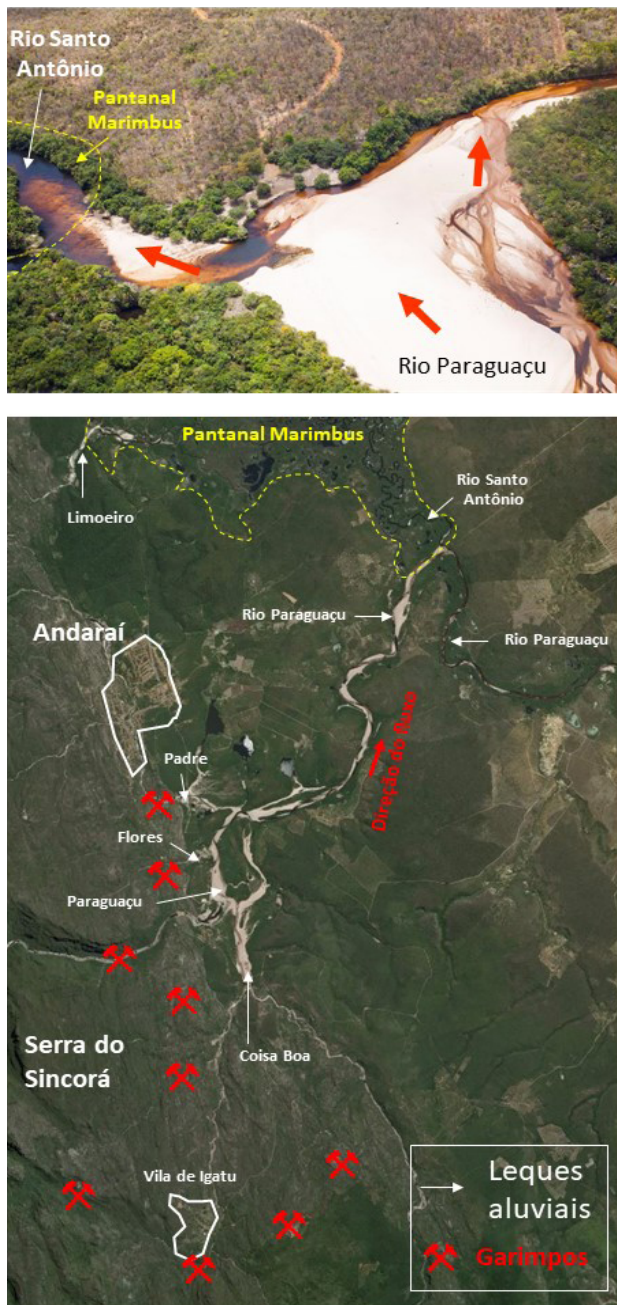 Rio Santo
Antônio
Pantanal
Marimbus
Rio Paraguaçu
Pantanal Marimbus
Limoeiro
Rio Santo
Antônio
Rio Paraguaçu
Rio Paraguaçu
Andaraí
Direção do fluxo
Padre
Flores
Paraguaçu
Serra do
Sincorá
Coisa Boa
Vila de Igatu
Leques
aluviais
Garimpos